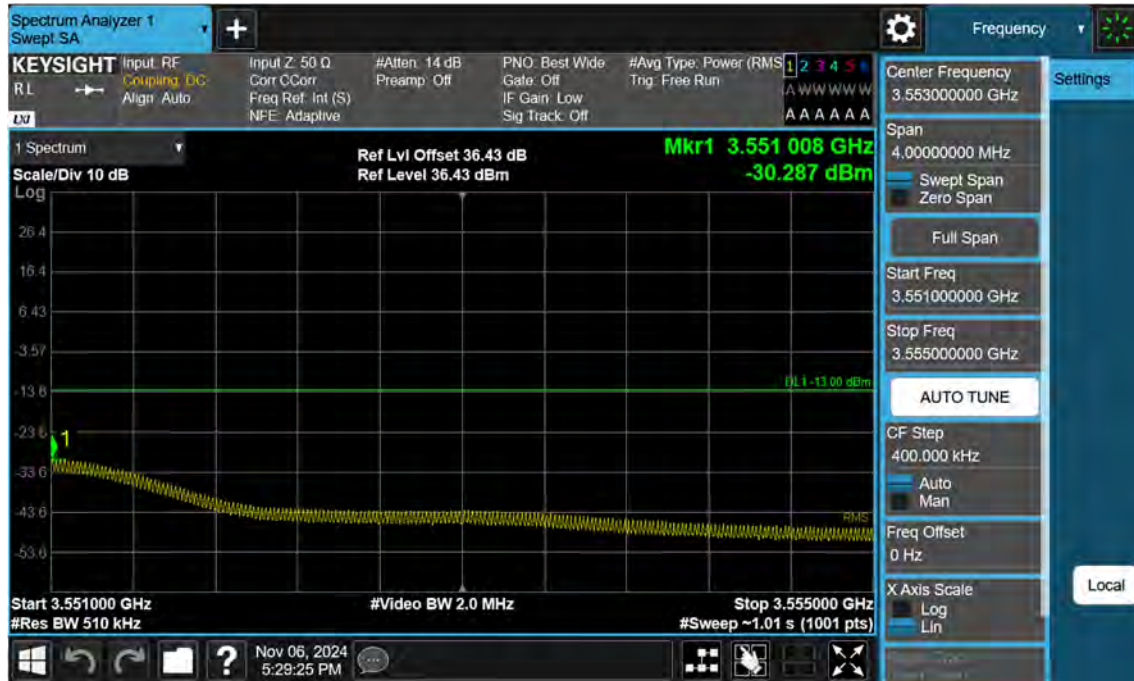 Spectrum Analyzer 1
Swept SA
Frequency
KEYSIGHT
RL
LXI
Input: RF
Coupling: DC
Align: Auto
Input Z: 50 Ω
Corr CCorr
Freq Ref: Int (S)
NFE: Adaptive
#Atten: 14 dB
Preamp: Off
PNO: Best Wide
Gate: Off
IF Gain: Low
Sig Track: Off
#Avg Type: Power (RMS
Trig: Free Run
1 2 3 4 5 6
A W W W W W
A A A A A A
1 Spectrum
Scale/Div 10 dB
Log
Ref Lvl Offset 36.43 dB
Ref Level 36.43 dBm
Mkr1 3.551 008 GHz
-30.287 dBm
26.4
16.4
6.43
-3.57
-13.6
-23.6
-33.6
-43.6
-53.6
DL1 -13.00 dBm
1
RMS
Start 3.551000 GHz
#Res BW 510 kHz
#Video BW 2.0 MHz
Stop 3.555000 GHz
#Sweep ~1.01 s (1001 pts)
Nov 06, 2024
5:29:25 PM
Center Frequency
3.553000000 GHz
Settings
Span
4.00000000 MHz
Swept Span
Zero Span
Full Span
Start Freq
3.551000000 GHz
Stop Freq
3.555000000 GHz
AUTO TUNE
CF Step
400.000 kHz
Auto
Man
Freq Offset
0 Hz
X Axis Scale
Log
Lin
Local